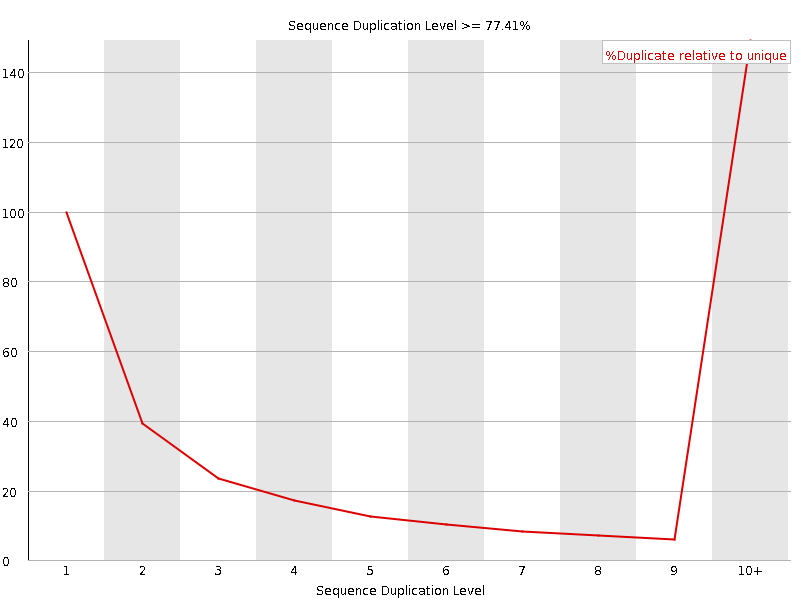 Sequence Duplication Level >= 77.41%
%Duplicate relative to unique
140
120
100
80
60
40
20
0
1 2 3 4 5 6 7 8 9 10+
Sequence Duplication Level